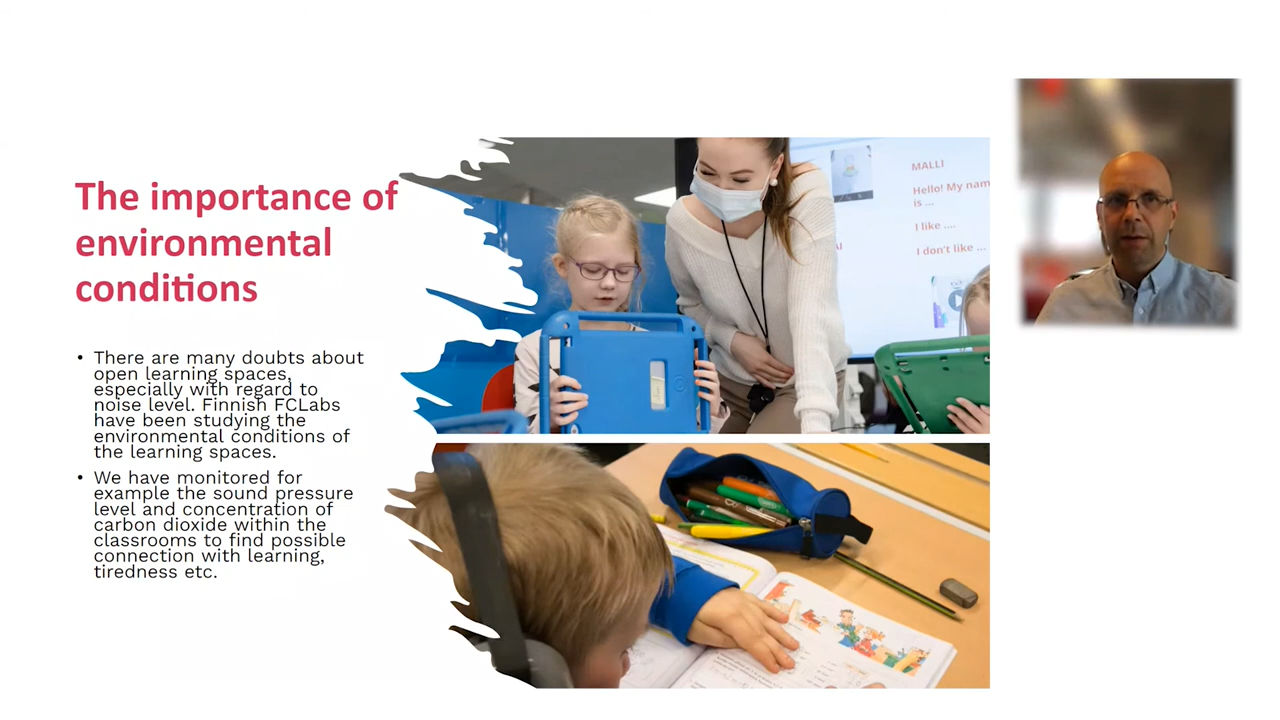 The importance of
environmental
conditions
• There are many doubts about
open learning spaces,
especially with regard to
noise level. Finnish FCLabs
have been studying the
environmental conditions of
the learning spaces.
• We have monitored for
example the sound pressure
level and concentration of
carbon dioxide within the
classrooms to find possible
connection with learning,
tiredness etc.
MALLI
Hello! My nam
is ...
I like ....
I don't like ...